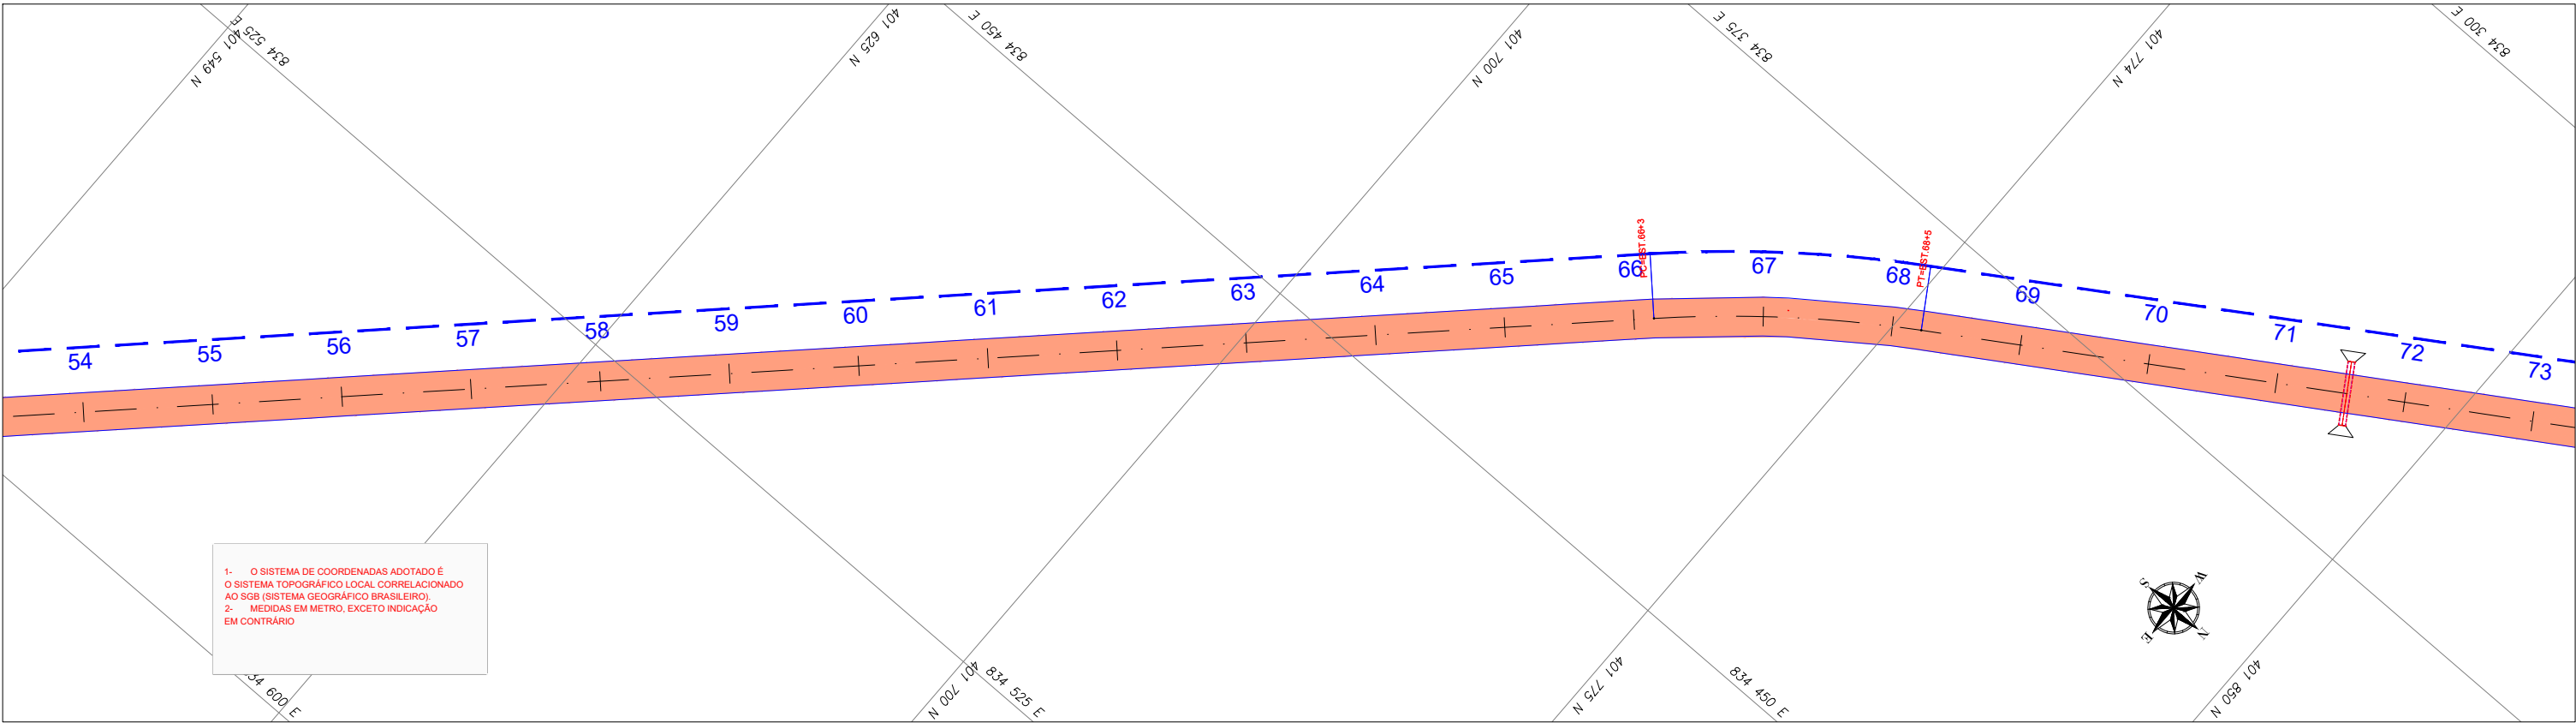 401 549 N
834 525 E
401 625 N
834 450 E
401 700 N
834 375 E
401 774 N
834 300 E
54
55
56
57
58
59
60
61
62
63
64
65
66
67
68
69
70
71
72
73
PC=EST.66+3
PT=EST.68+5
1- O SISTEMA DE COORDENADAS ADOTADO É
O SISTEMA TOPOGRÁFICO LOCAL CORRELACIONADO
AO SGB (SISTEMA GEOGRÁFICO BRASILEIRO).
2- MEDIDAS EM METRO, EXCETO INDICAÇÃO
EM CONTRÁRIO
34 600 E
401 700 N
834 525 E
401 775 N
834 450 E
401 850 N
S
W
E
N